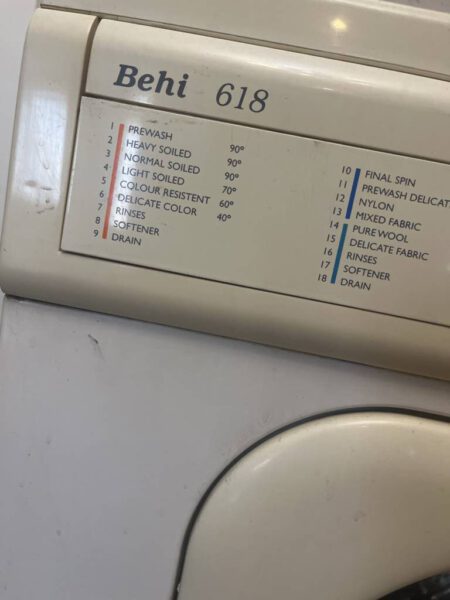 Behi 618
1 PREWASH 90°
2 HEAVY SOILED 90°
3 NORMAL SOILED 90°
4 LIGHT SOILED 70°
5 COLOUR RESISTENT 60°
6 DELICATE COLOR 40°
7 RINSES
8 SOFTENER
9 DRAIN
10 FINAL SPIN
11 PREWASH DELICAT
12 NYLON
13 MIXED FABRIC
14 PURE WOOL
15 DELICATE FABRIC
16 RINSES
17 SOFTENER
18 DRAIN